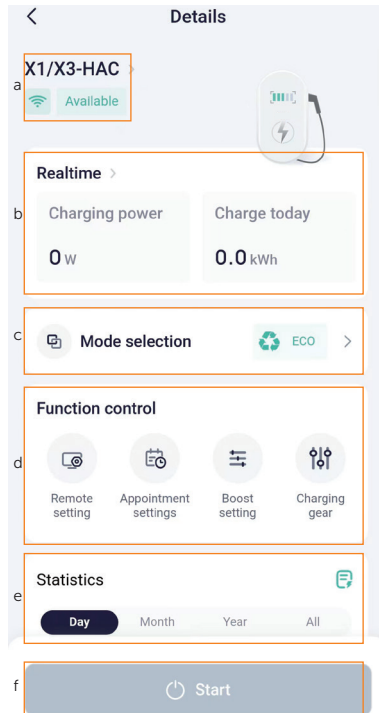 Details
a
X1/X3-HAC
Available
Realtime
b
Charging power
Charge today
0 W
0.0 kWh
c
Mode selection
ECO
Function control
d
Remote setting
Appointment settings
Boost setting
Charging gear
Statistics
e
Day
Month
Year
All
f
Start